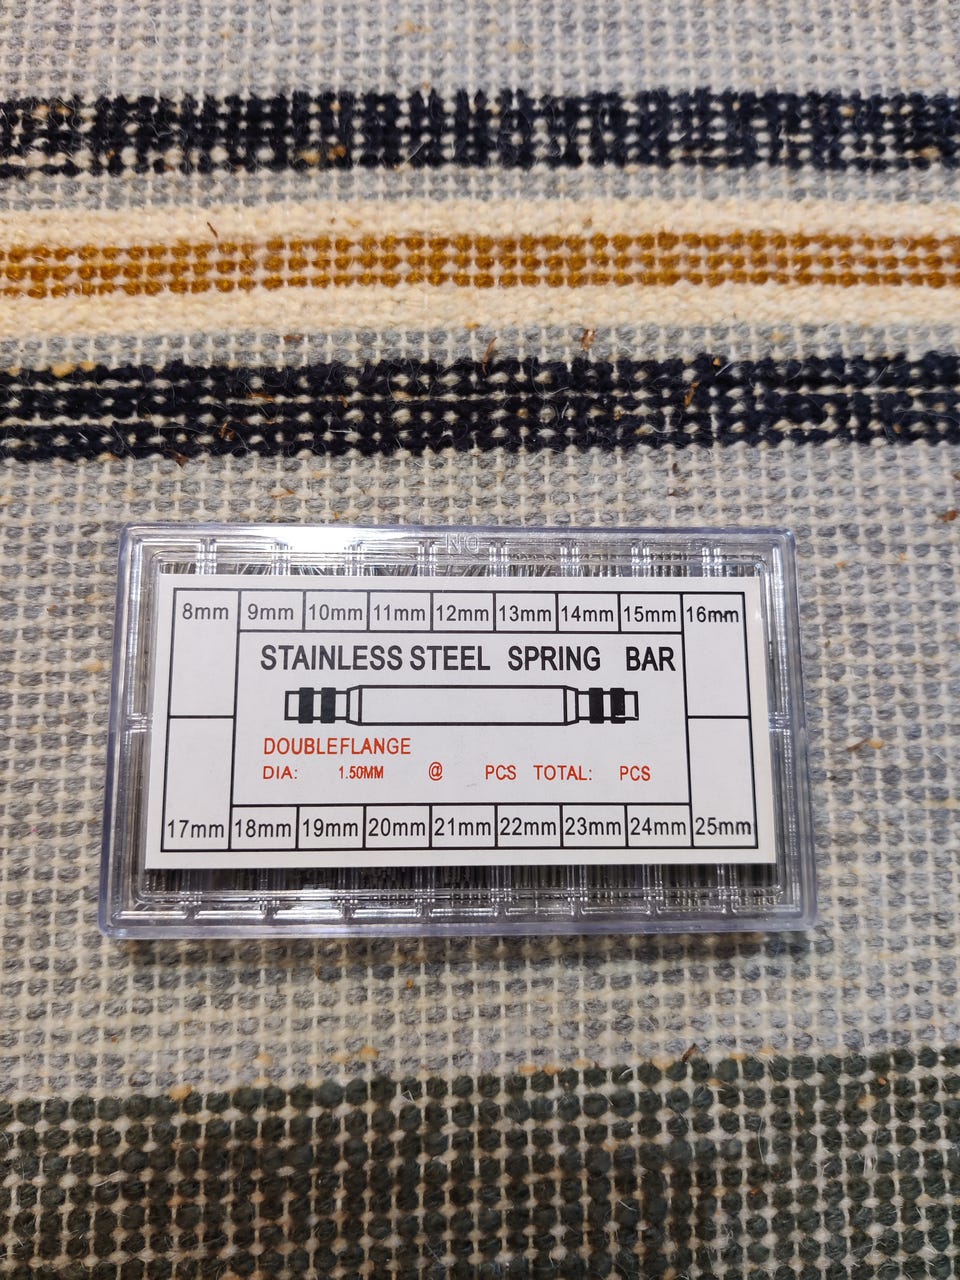 No
8mm 9mm 10mm 11mm 12mm 13mm 14mm 15mm 16mm
STAINLESS STEEL SPRING BAR
DOUBLEFLANGE
DIA: 1.50MM @ PCS TOTAL: PCS
17mm 18mm 19mm 20mm 21mm 22mm 23mm 24mm 25mm